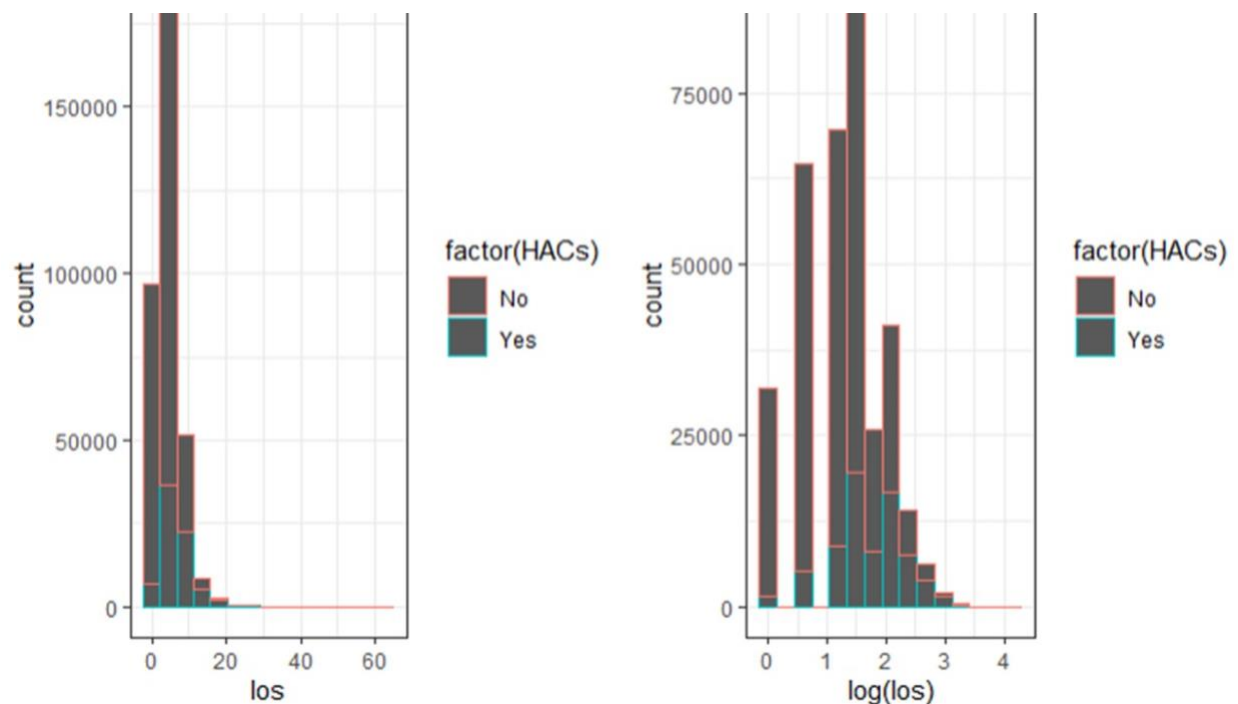 150000
100000
50000
0
count
0 20 40 60
los
factor(HACs)
No
Yes
75000
50000
25000
0
count
0 1 2 3 4
log(los)
factor(HACs)
No
Yes